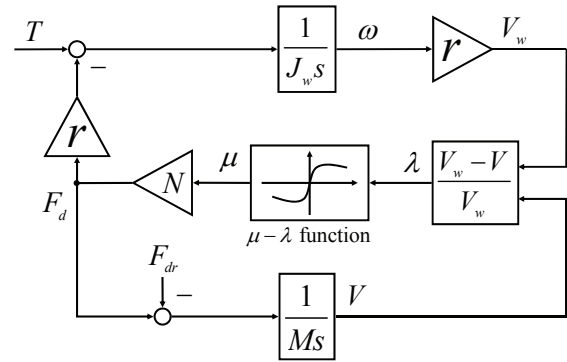 T
−
1
J_w s
ω
r
V_w
r
F_d
N
μ
μ − λ function
λ
V_w − V
V_w
F_dr
−
1
Ms
V